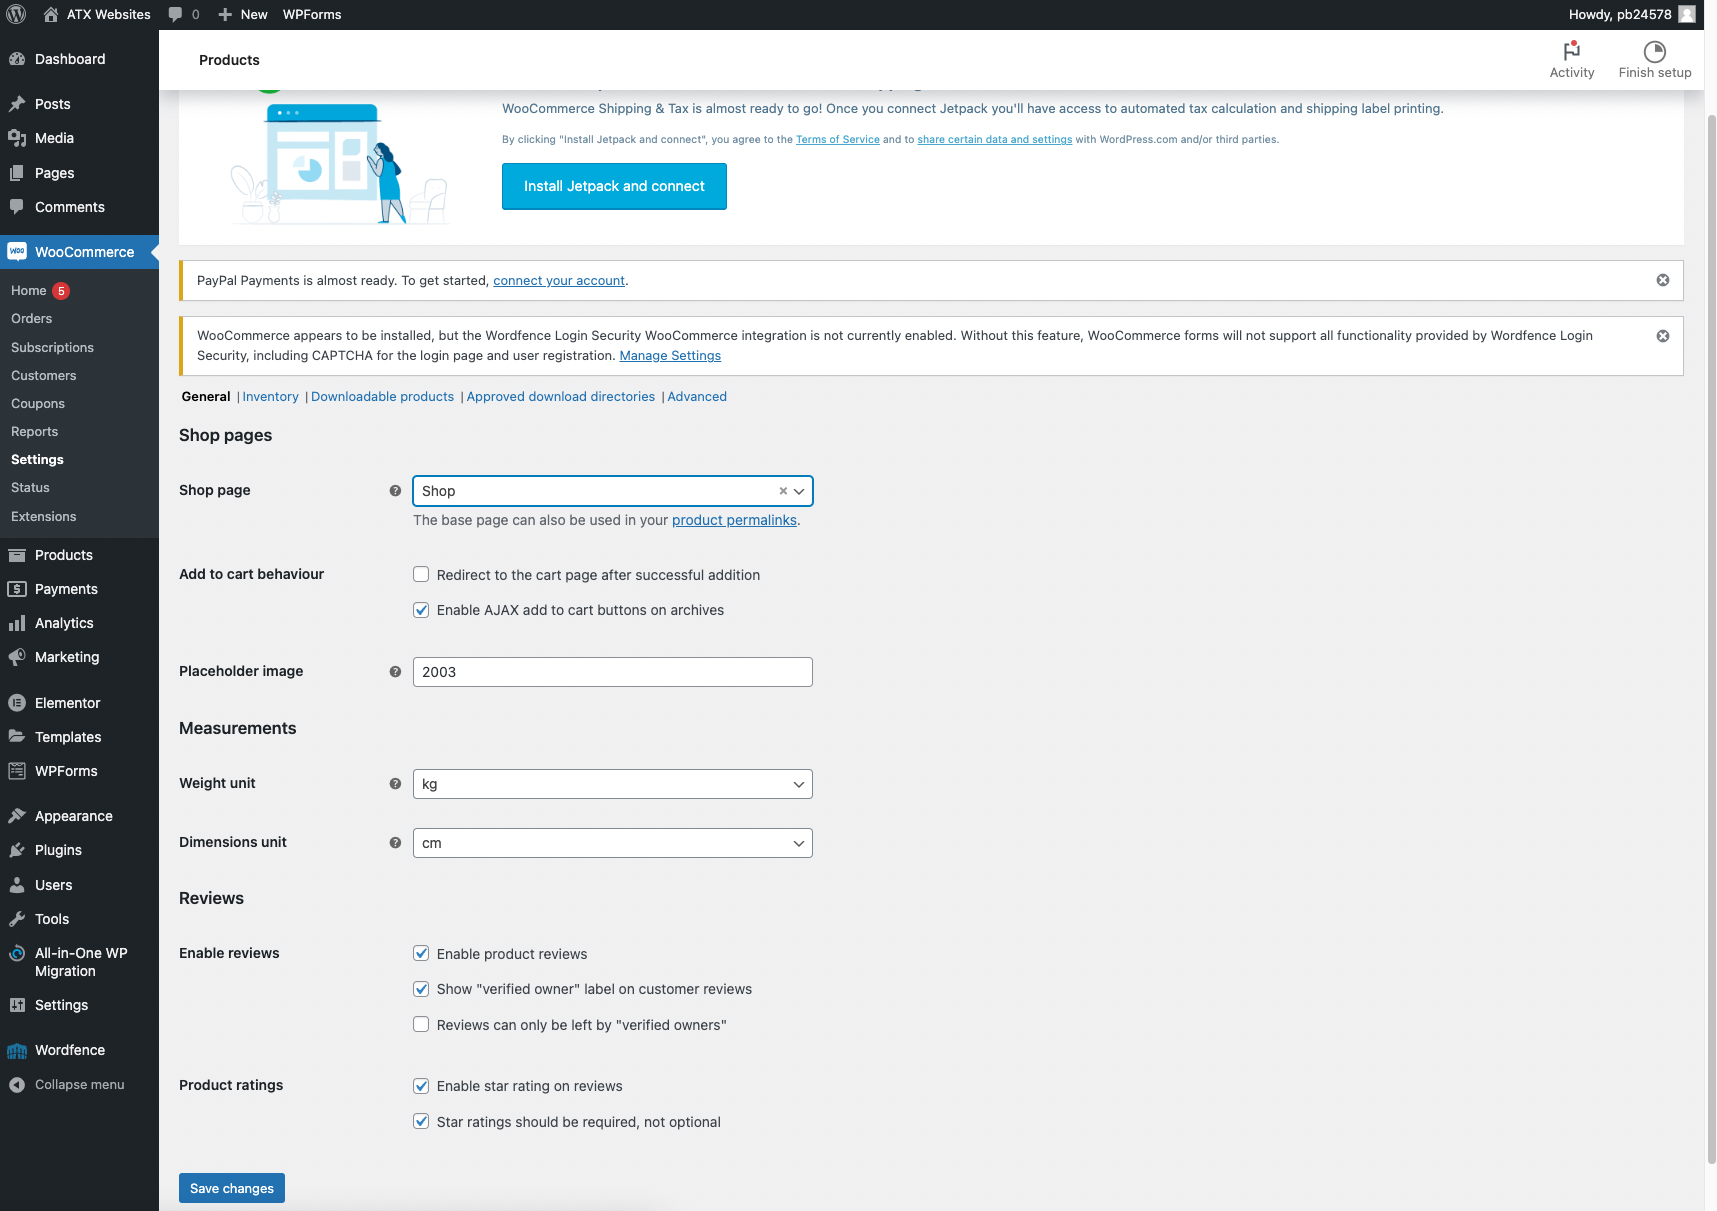 ATX Websites 0 New WPForms Howdy, pb24578
Dashboard
Posts
Media
Pages
Comments
WooCommerce
Home 5
Orders
Subscriptions
Customers
Coupons
Reports
Settings
Status
Extensions
Products
Payments
Analytics
Marketing
Elementor
Templates
WPForms
Appearance
Plugins
Users
Tools
All-in-One WP
Migration
Settings
Wordfence
Collapse menu
Products
Activity Finish setup
WooCommerce Shipping & Tax is almost ready to go! Once you connect Jetpack you'll have access to automated tax calculation and shipping label printing.
By clicking "Install Jetpack and connect", you agree to the Terms of Service and to share certain data and settings with WordPress.com and/or third parties.
Install Jetpack and connect
PayPal Payments is almost ready. To get started, connect your account.
WooCommerce appears to be installed, but the Wordfence Login Security WooCommerce integration is not currently enabled. Without this feature, WooCommerce forms will not support all functionality provided by Wordfence Login
Security, including CAPTCHA for the login page and user registration. Manage Settings
General | Inventory | Downloadable products | Approved download directories | Advanced
Shop pages
Shop page ? Shop × 
The base page can also be used in your product permalinks.
Add to cart behaviour Redirect to the cart page after successful addition
Enable AJAX add to cart buttons on archives
Placeholder image ? 2003
Measurements
Weight unit ? kg
Dimensions unit ? cm
Reviews
Enable reviews Enable product reviews
Show "verified owner" label on customer reviews
Reviews can only be left by "verified owners"
Product ratings Enable star rating on reviews
Star ratings should be required, not optional
Save changes